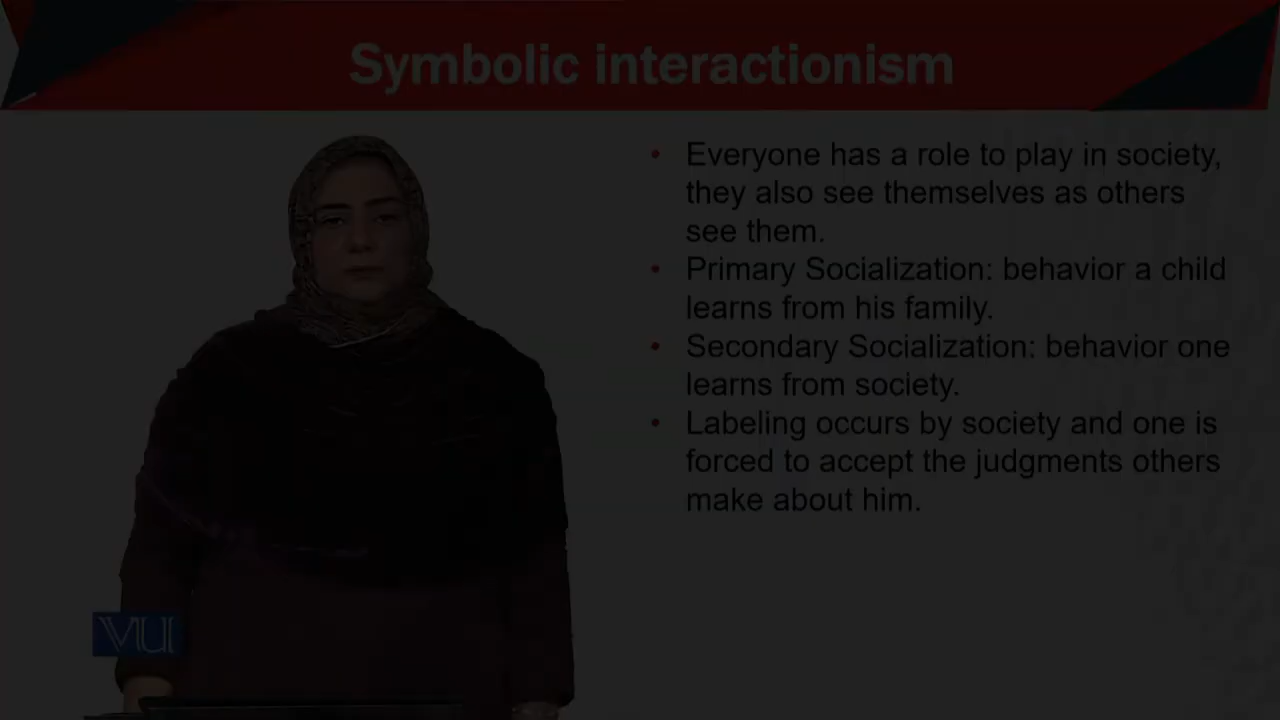 Symbolic interactionism
• Everyone has a role to play in society,
they also see themselves as others
see them.
• Primary Socialization: behavior a child
learns from his family.
• Secondary Socialization: behavior one
learns from society.
• Labeling occurs by society and one is
forced to accept the judgments others
make about him.
VU